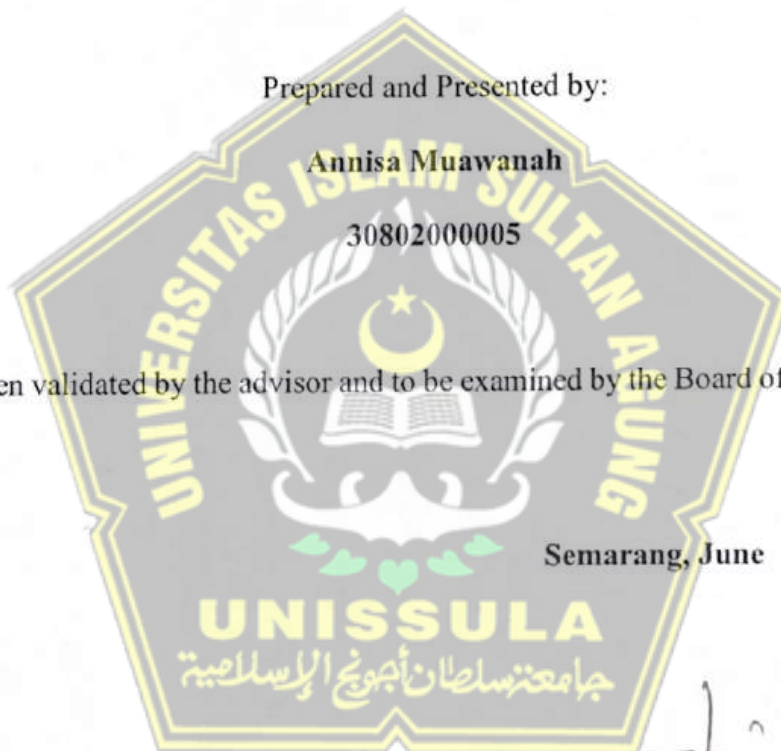 Prepared and Presented by:
Annisa Muawanah
UNIVERSITAS ISLAM SULTAN AGUNG
30802000005
en validated by the advisor and to be examined by the Board of
Semarang, June
UNISSULA
جامعة سلطان أجونج الإسلامية